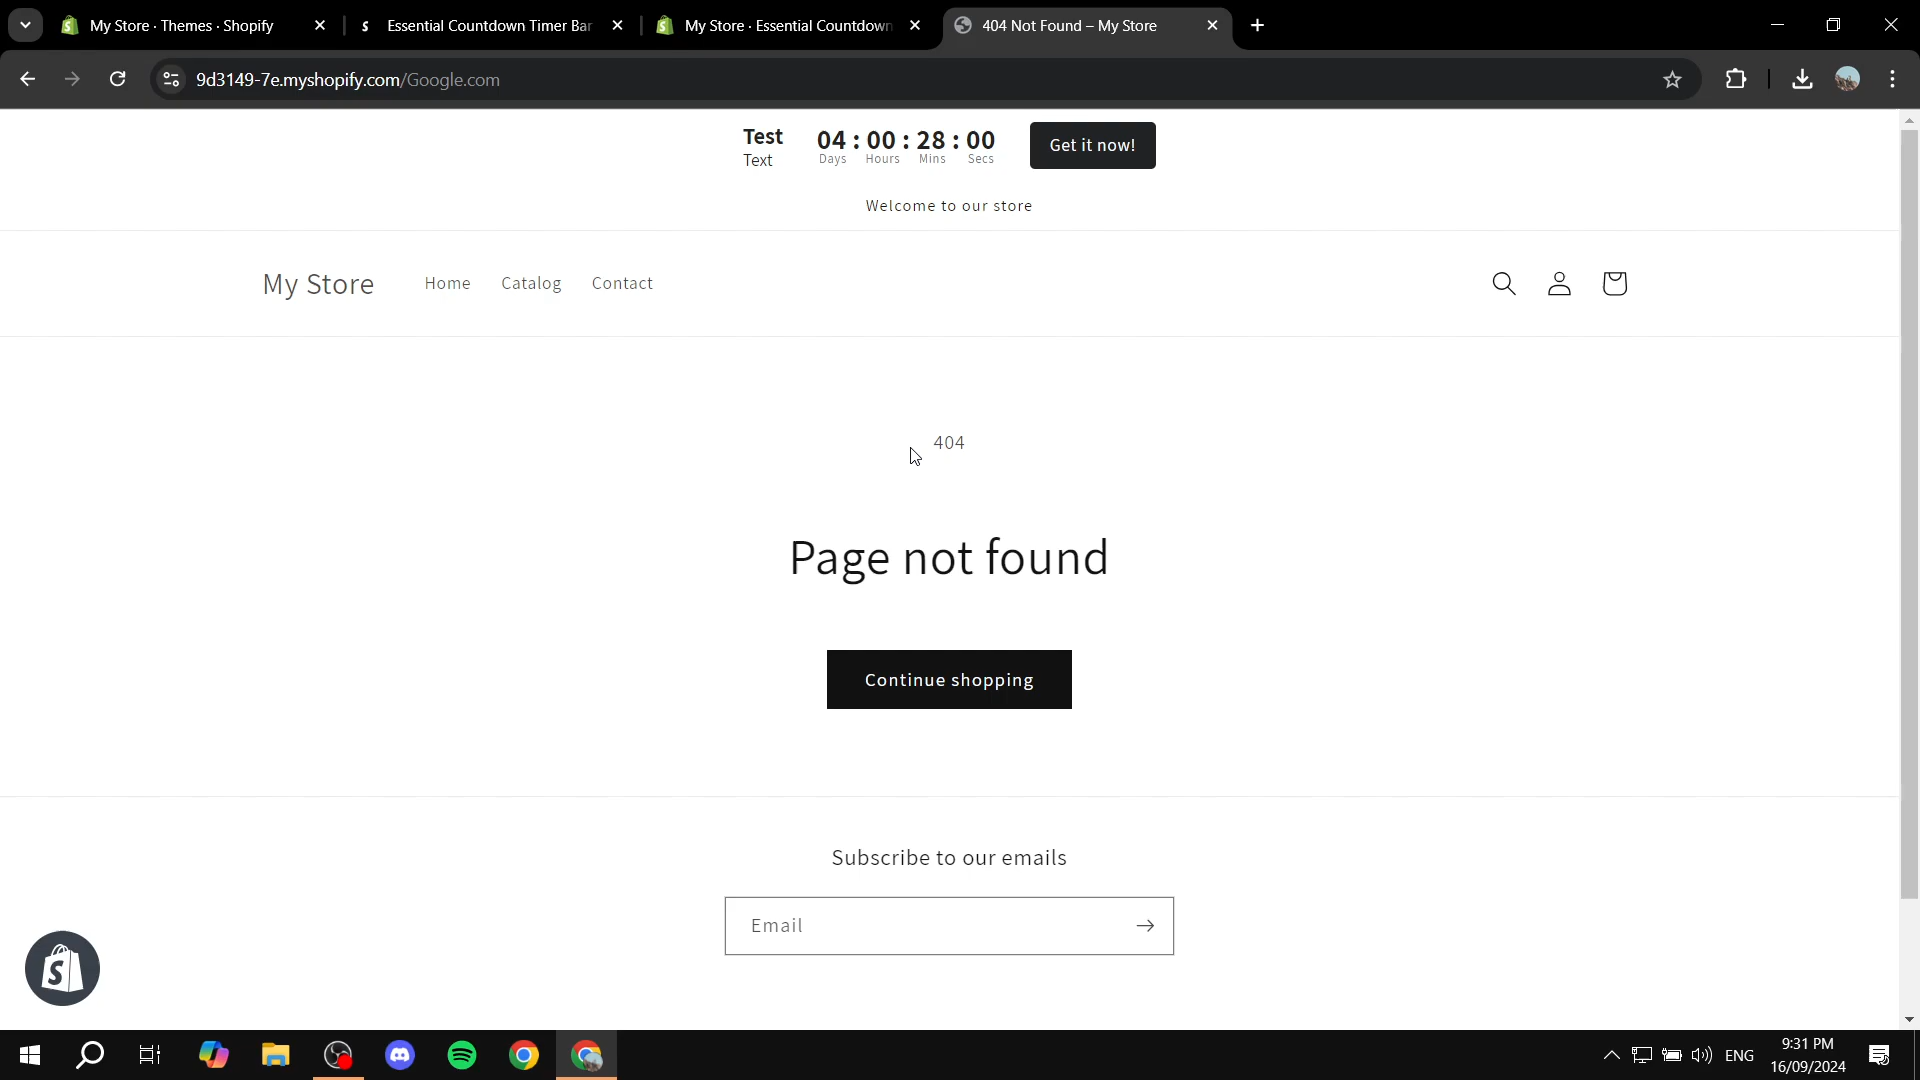 My Store · Themes · Shopify
Essential Countdown Timer Bar
My Store · Essential Countdown
404 Not Found – My Store
9d3149-7e.myshopify.com/Google.com
Test
Text
04 : 00 : 28 : 00
Days Hours Mins Secs
Get it now!
Welcome to our store
My Store
Home
Catalog
Contact
404
Page not found
Continue shopping
Subscribe to our emails
Email
ENG
9:31 PM
16/09/2024